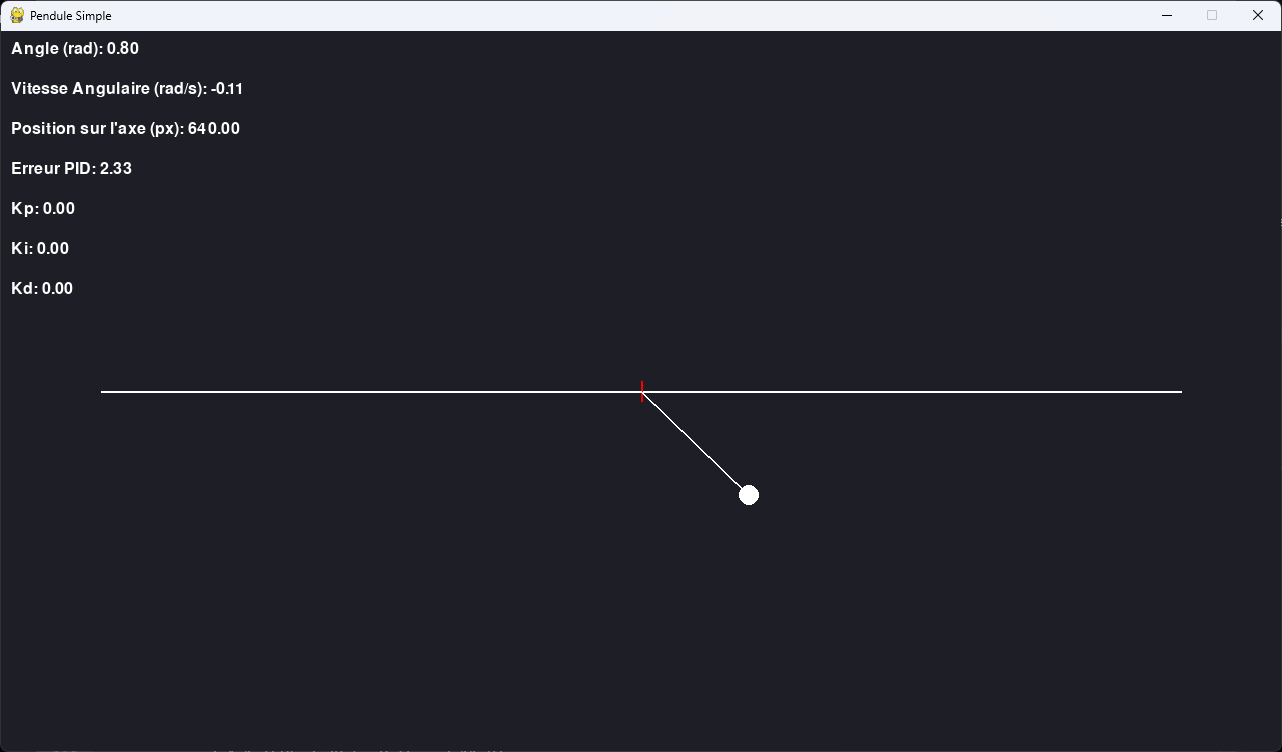 Pendule Simple
Angle (rad): 0.80
Vitesse Angulaire (rad/s): -0.11
Position sur l'axe (px): 640.00
Erreur PID: 2.33
Kp: 0.00
Ki: 0.00
Kd: 0.00